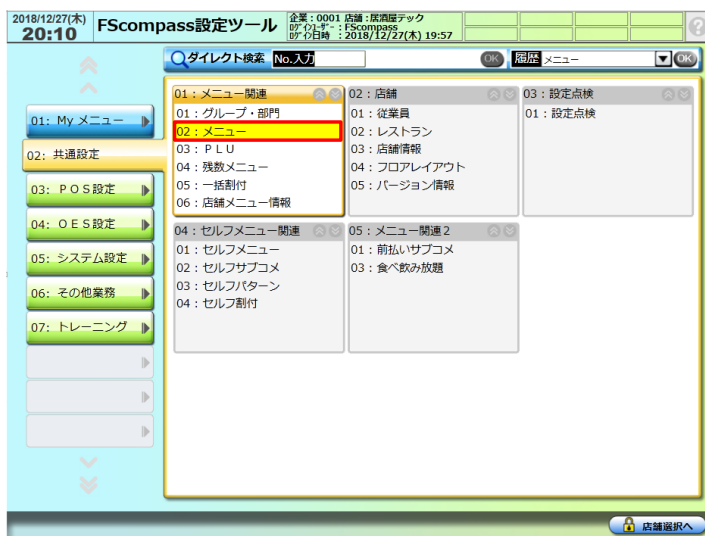 2018/12/27(木)
20:10
FScompass設定ツール
企業:0001 店舗:居酒屋テック
ログインユーザー:FScompass
ログイン日時 :2018/12/27(木) 19:57
ダイレクト検索 No.入力 OK 履歴 メニュー OK
01: My メニュー
02: 共通設定
03: POS設定
04: OES設定
05: システム設定
06: その他業務
07: トレーニング
01:メニュー関連
01:グループ・部門
02:メニュー
03:PLU
04:残数メニュー
05:一括割付
06:店舗メニュー情報
02:店舗
01:従業員
02:レストラン
03:店舗情報
04:フロアレイアウト
05:バージョン情報
03:設定点検
01:設定点検
04:セルフメニュー関連
01:セルフメニュー
02:セルフサブコメ
03:セルフパターン
04:セルフ割付
05:メニュー関連2
01:前払いサブコメ
03:食べ飲み放題
店舗選択へ